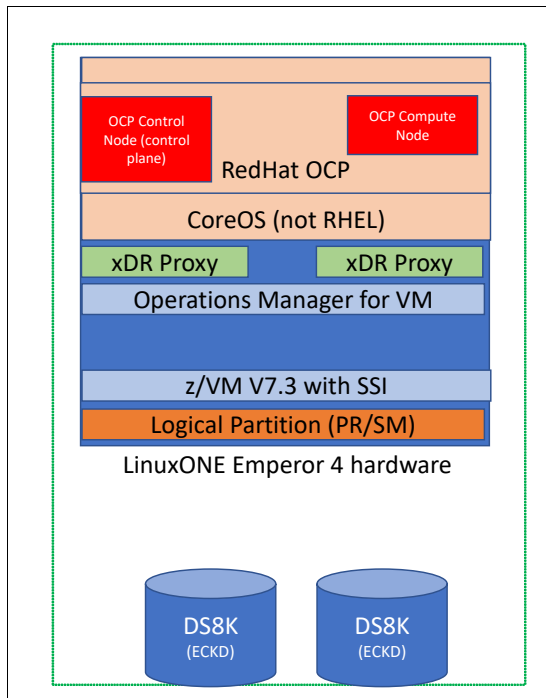 OCP Control
Node (control
plane)
OCP Compute
Node
RedHat OCP
CoreOS (not RHEL)
xDR Proxy
xDR Proxy
Operations Manager for VM
z/VM V7.3 with SSI
Logical Partition (PR/SM)
LinuxONE Emperor 4 hardware
DS8K
(ECKD)
DS8K
(ECKD)